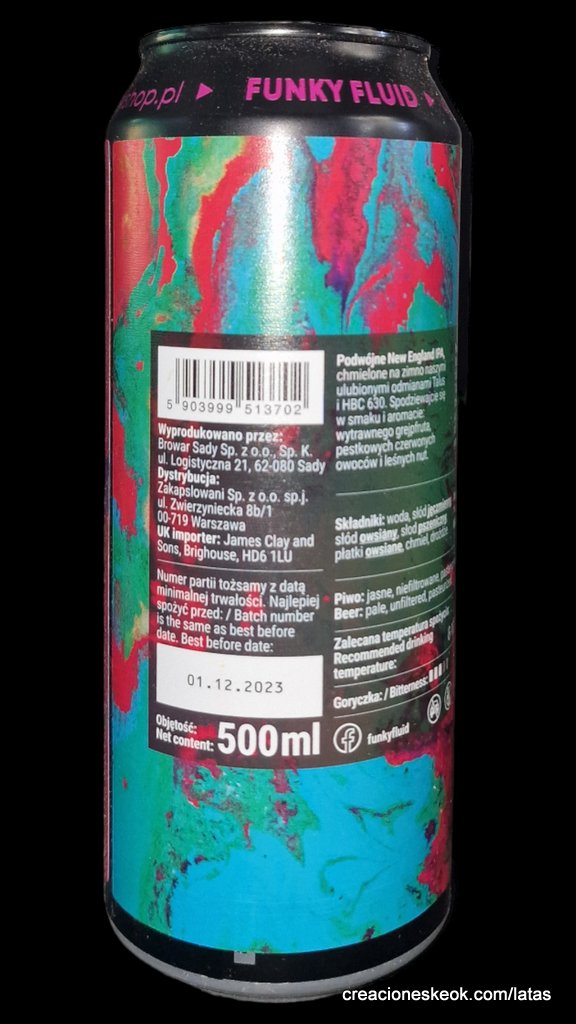 shop.pl ▶ FUNKY FLUID ▶
5 903999 513702
Wyprodukowano przez:
Browar Sady Sp. z o.o., Sp. K.
ul. Logistyczna 21, 62-080 Sady
Dystrybucja:
Zakapslowani Sp. z o.o. sp.j.
ul. Zwierzyniecka 8b/1
00-719 Warszawa
UK importer: James Clay and
Sons, Brighouse, HD6 1LU
Numer partii tożsamy z datą
minimalnej trwałości. Najlepiej
spożyć przed: / Batch number
is the same as best before
date. Best before date:
01.12.2023
Objętość:
Net content: 500ml
Podwójne New England IPA,
chmielone na zimno naszymi
ulubionymi odmianami Talus
i HBC 630. Spodziewajcie się
w smaku i aromacie:
wytrawnego grejpfruta,
pestkowych czerwonych
owoców i leśnych nut.
Składniki: woda, słód jęczmienny,
słód owsiany, słód pszeniczny,
płatki owsiane, chmiel, drożdże.
Piwo: jasne, niefiltrowane,
Beer: pale, unfiltered,
Zalecana temperatura spożycia
Recommended drinking
temperature:
Goryczka: / Bitterness:
funkyfluid
creacioneskeok.com/latas